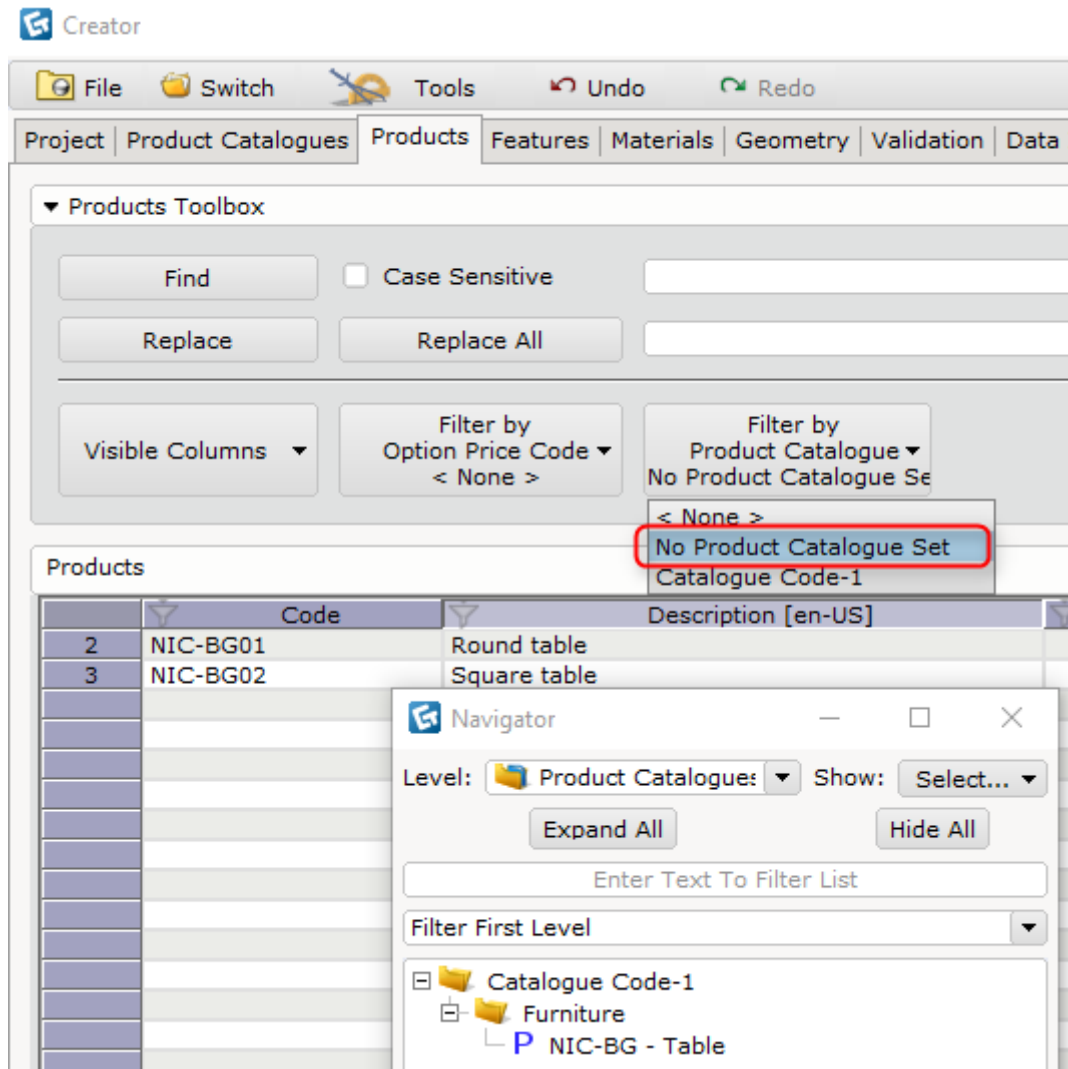 Creator
File Switch Tools Undo Redo
Project Product Catalogues Products Features Materials Geometry Validation Data
Products Toolbox
Find Case Sensitive
Replace Replace All
Visible Columns
Filter by
Option Price Code
< None >
Filter by
Product Catalogue
No Product Catalogue Se
< None >
No Product Catalogue Set
Catalogue Code-1
Products
Code Description [en-US]
2 NIC-BG01 Round table
3 NIC-BG02 Square table
Navigator
Level: Product Catalogues Show: Select...
Expand All Hide All
Enter Text To Filter List
Filter First Level
Catalogue Code-1
Furniture
P NIC-BG - Table